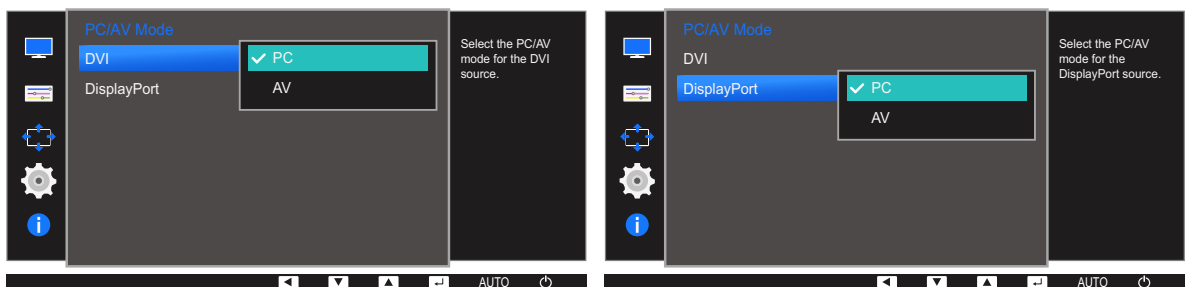 PC/AV Mode
DVI
PC
DisplayPort
AV
Select the PC/AV
mode for the DVI
source.
AUTO
PC/AV Mode
DVI
DisplayPort
PC
AV
Select the PC/AV
mode for the
DisplayPort source.
AUTO